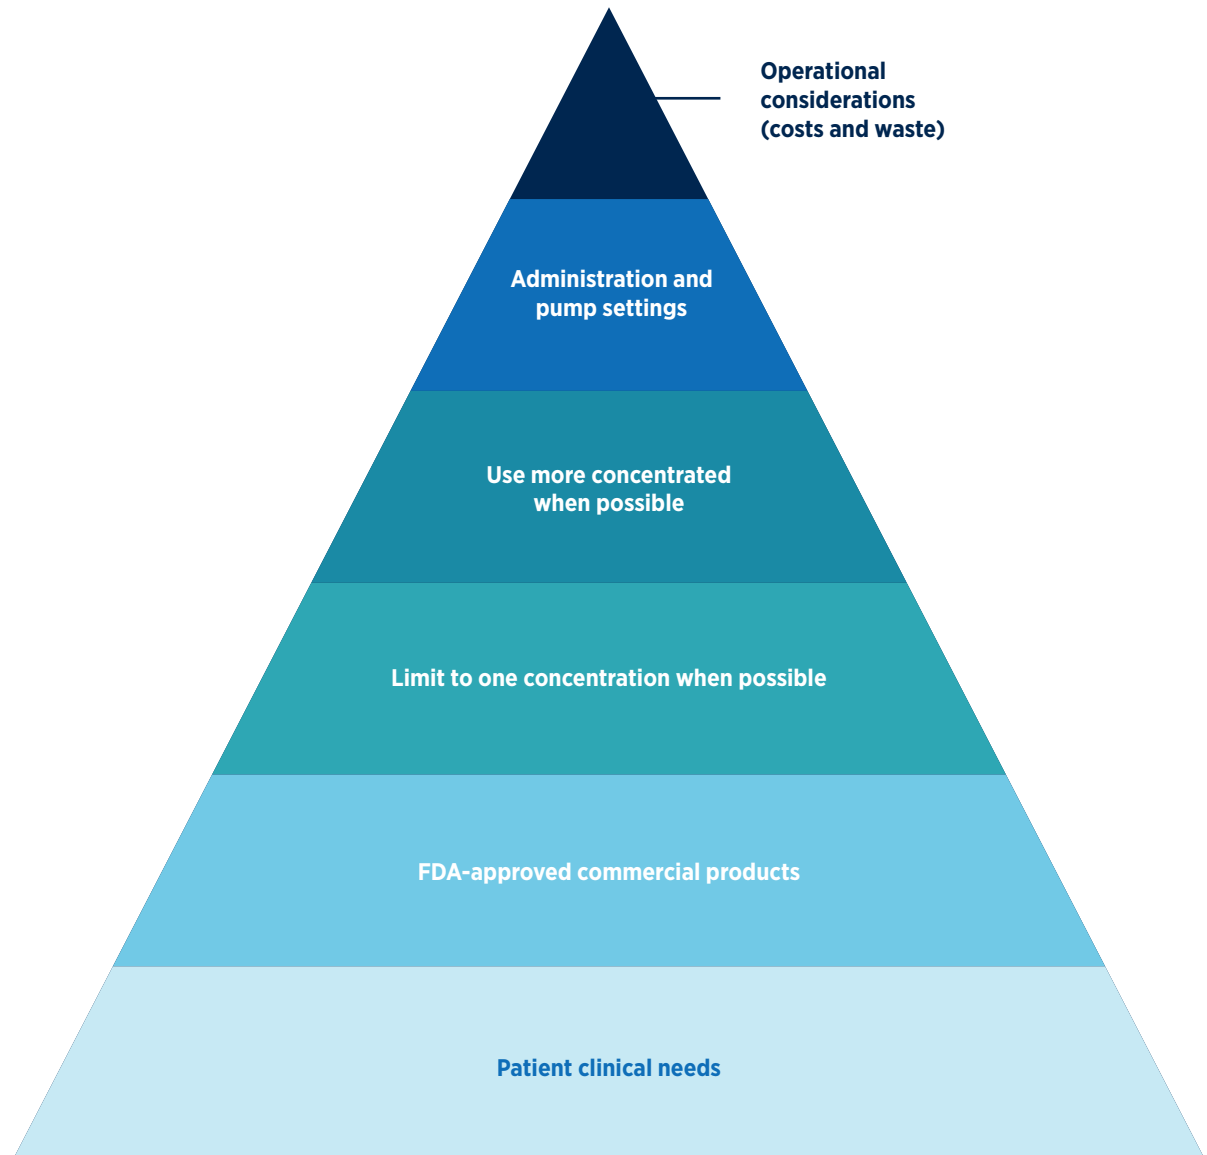 Operational
considerations
(costs and waste)
Administration and
pump settings
Use more concentrated
when possible
Limit to one concentration when possible
FDA-approved commercial products
Patient clinical needs